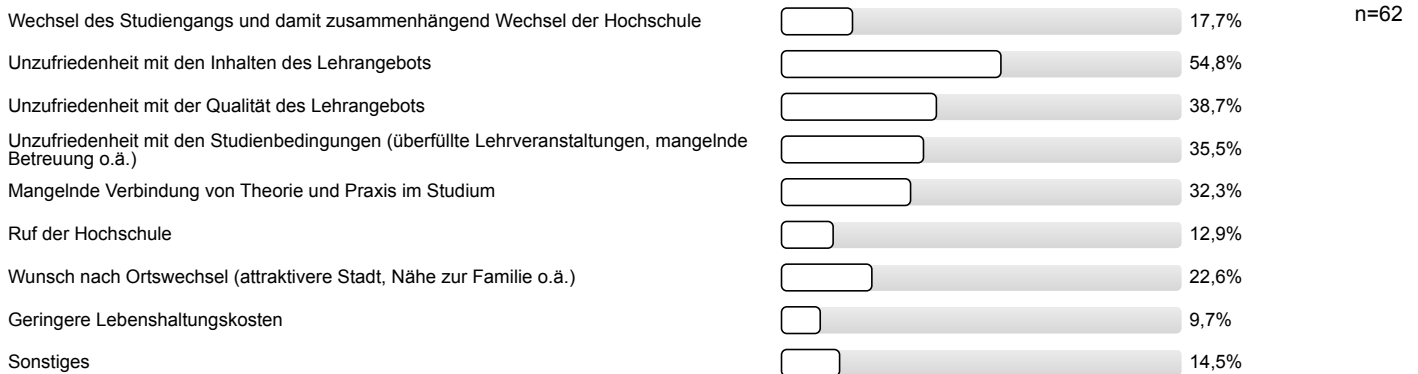 Wechsel des Studiengangs und damit zusammenhängend Wechsel der Hochschule 17,7% n=62
Unzufriedenheit mit den Inhalten des Lehrangebots 54,8%
Unzufriedenheit mit der Qualität des Lehrangebots 38,7%
Unzufriedenheit mit den Studienbedingungen (überfüllte Lehrveranstaltungen, mangelnde
Betreuung o.ä.) 35,5%
Mangelnde Verbindung von Theorie und Praxis im Studium 32,3%
Ruf der Hochschule 12,9%
Wunsch nach Ortswechsel (attraktivere Stadt, Nähe zur Familie o.ä.) 22,6%
Geringere Lebenshaltungskosten 9,7%
Sonstiges 14,5%